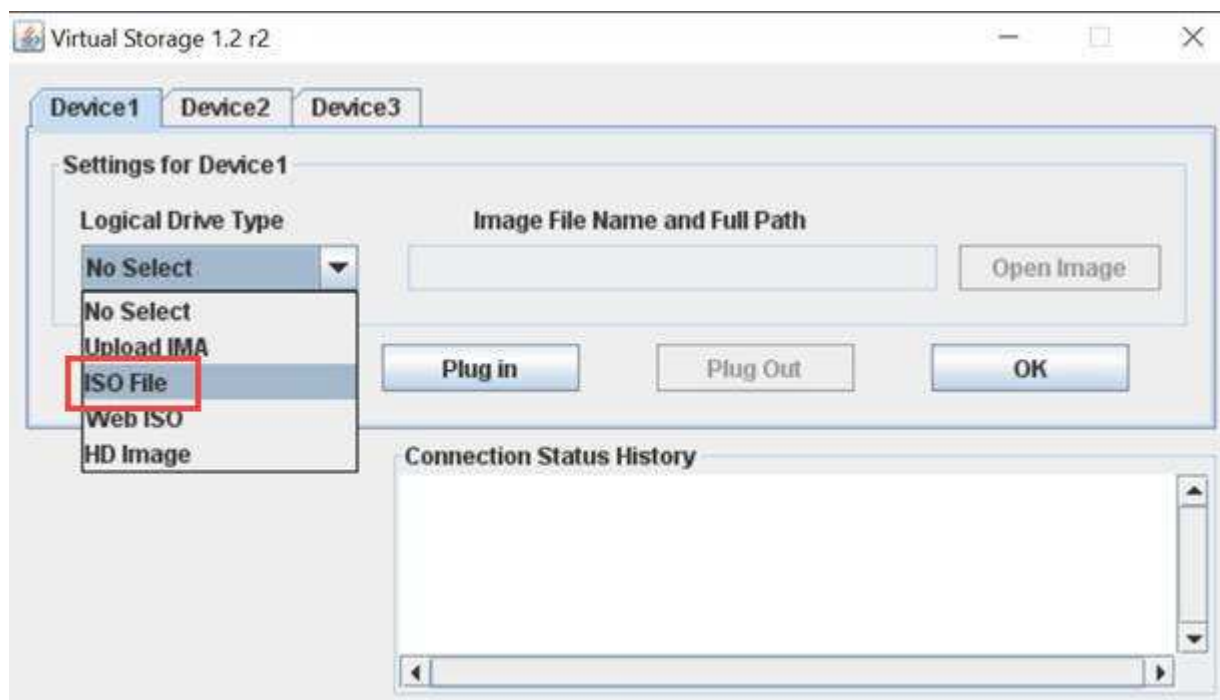 Virtual Storage 1.2 r2
Device1 Device2 Device3
Settings for Device1
Logical Drive Type Image File Name and Full Path
No Select Open Image
No Select
Upload IMA
ISO File Plug in Plug Out OK
Web ISO
HD Image
Connection Status History